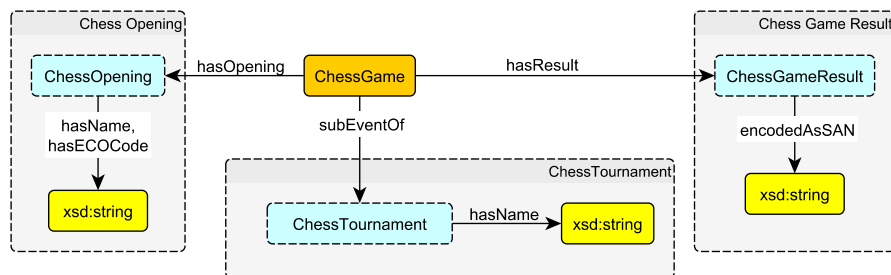 Chess Opening
Chess Game Result
ChessOpening
hasOpening
ChessGame
hasResult
ChessGameResult
hasName,
hasECOCode
subEventOf
encodedAsSAN
ChessTournament
xsd:string
xsd:string
ChessTournament
hasName
xsd:string